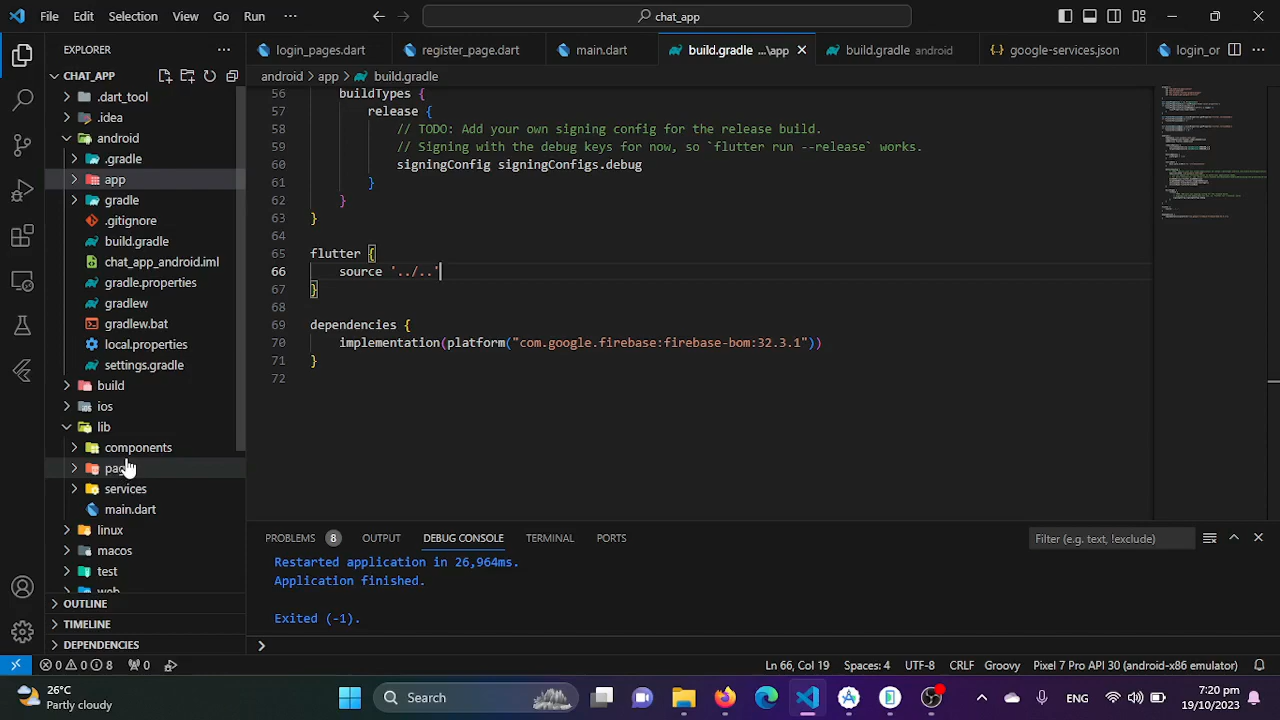 File Edit Selection View Go Run ··· chat_app
EXPLORER ···
CHAT_APP
.dart_tool
.idea
android
.gradle
app
gradle
.gitignore
build.gradle
chat_app_android.iml
gradle.properties
gradlew
gradlew.bat
local.properties
settings.gradle
build
ios
lib
components
services
main.dart
linux
macos
test
web
OUTLINE
TIMELINE
DEPENDENCIES
login_pages.dart register_page.dart main.dart build.gradle ...\app build.gradle android google-services.json login_or ···
android > app > build.gradle
56 buildTypes {
57 release {
58 // TODO: Add your own signing config for the release build.
59 // Signing with the debug keys for now, so `flutter run --release` works.
60 signingConfig signingConfigs.debug
61 }
62 }
63 }
64
65 flutter {
66 source '../..'
67 }
68
69 dependencies {
70 implementation(platform("com.google.firebase:firebase-bom:32.3.1"))
71 }
72
PROBLEMS 8 OUTPUT DEBUG CONSOLE TERMINAL PORTS Filter (e.g. text, !exclude)
Restarted application in 26,964ms.
Application finished.
Exited (-1).
0 0 8 0 Ln 66, Col 19 Spaces: 4 UTF-8 CRLF Groovy Pixel 7 Pro API 30 (android-x86 emulator)
26°C
Partly cloudy
Search
ENG
7:20 pm
19/10/2023